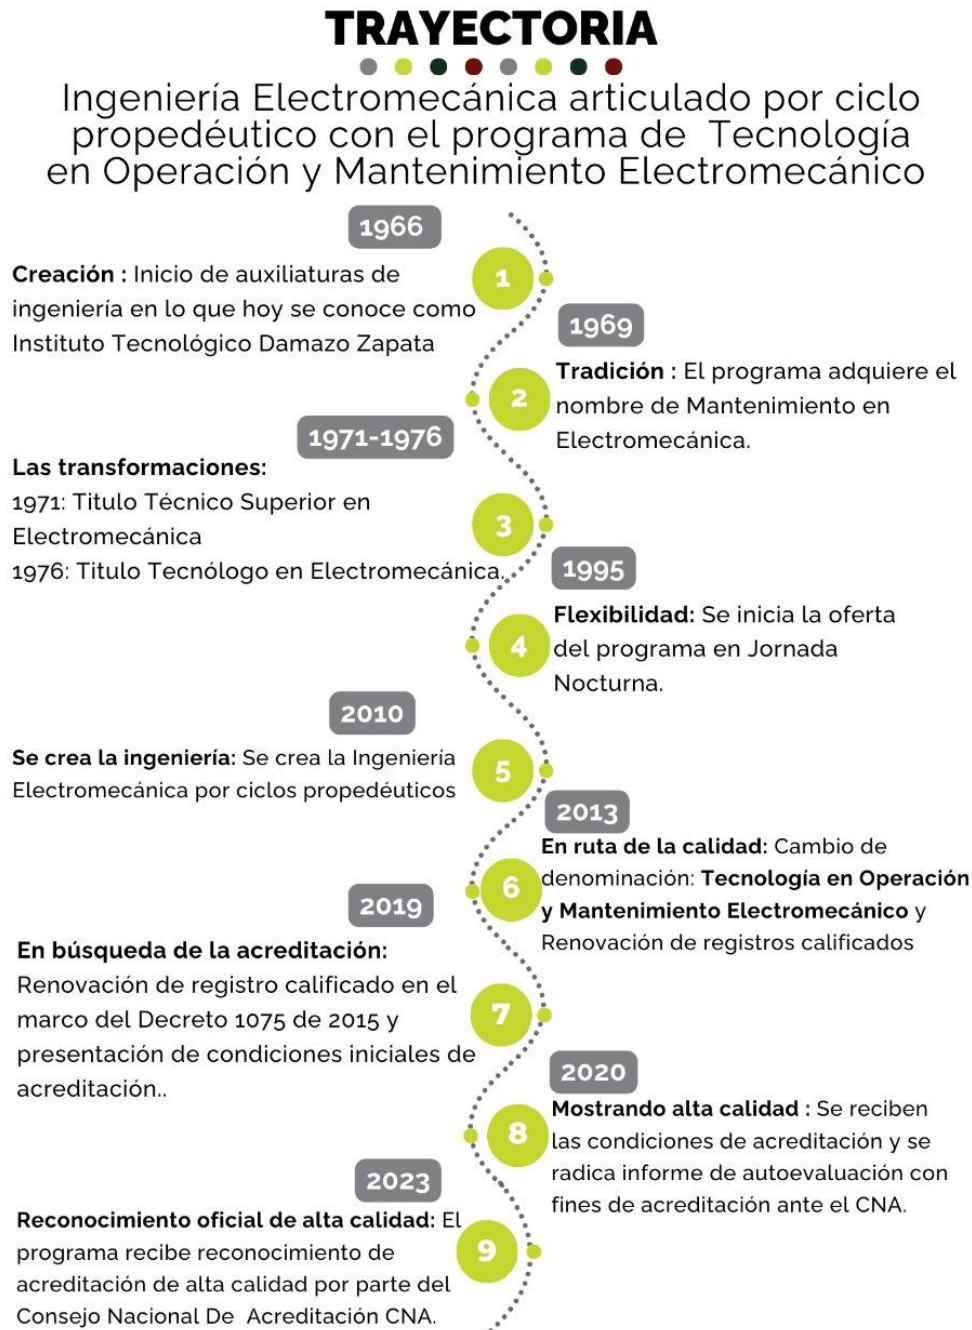 TRAYECTORIA
Ingeniería Electromecánica articulado por ciclo
propedéutico con el programa de Tecnología
en Operación y Mantenimiento Electromecánico
1966
1
Creación : Inicio de auxiliaturas de
ingeniería en lo que hoy se conoce como
Instituto Tecnológico Damazo Zapata
1969
2
Tradición : El programa adquiere el
nombre de Mantenimiento en
Electromecánica.
1971-1976
3
Las transformaciones:
1971: Titulo Técnico Superior en
Electromecánica
1976: Titulo Tecnólogo en Electromecánica.
1995
4
Flexibilidad: Se inicia la oferta
del programa en Jornada
Nocturna.
2010
5
Se crea la ingeniería: Se crea la Ingeniería
Electromecánica por ciclos propedéuticos
2013
6
En ruta de la calidad: Cambio de
denominación: Tecnología en Operación
y Mantenimiento Electromecánico y
Renovación de registros calificados
2019
7
En búsqueda de la acreditación:
Renovación de registro calificado en el
marco del Decreto 1075 de 2015 y
presentación de condiciones iniciales de
acreditación..
2020
8
Mostrando alta calidad : Se reciben
las condiciones de acreditación y se
radica informe de autoevaluación con
fines de acreditación ante el CNA.
2023
9
Reconocimiento oficial de alta calidad: El
programa recibe reconocimiento de
acreditación de alta calidad por parte del
Consejo Nacional De Acreditación CNA.